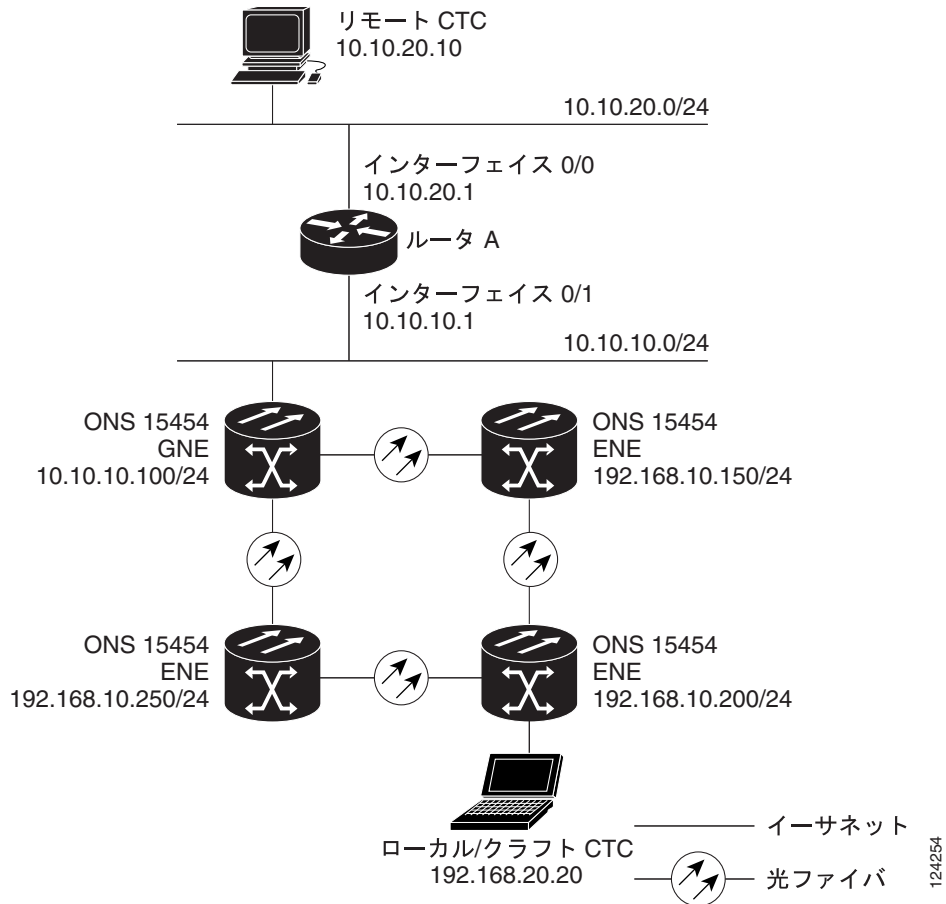 リモート CTC
10.10.20.10
10.10.20.0/24
インターフェイス 0/0
10.10.20.1
ルータ A
インターフェイス 0/1
10.10.10.1
10.10.10.0/24
ONS 15454
GNE
10.10.10.100/24
ONS 15454
ENE
192.168.10.150/24
ONS 15454
ENE
192.168.10.250/24
ONS 15454
ENE
192.168.10.200/24
ローカル/クラフト CTC
192.168.20.20
イーサネット
光ファイバ
124254